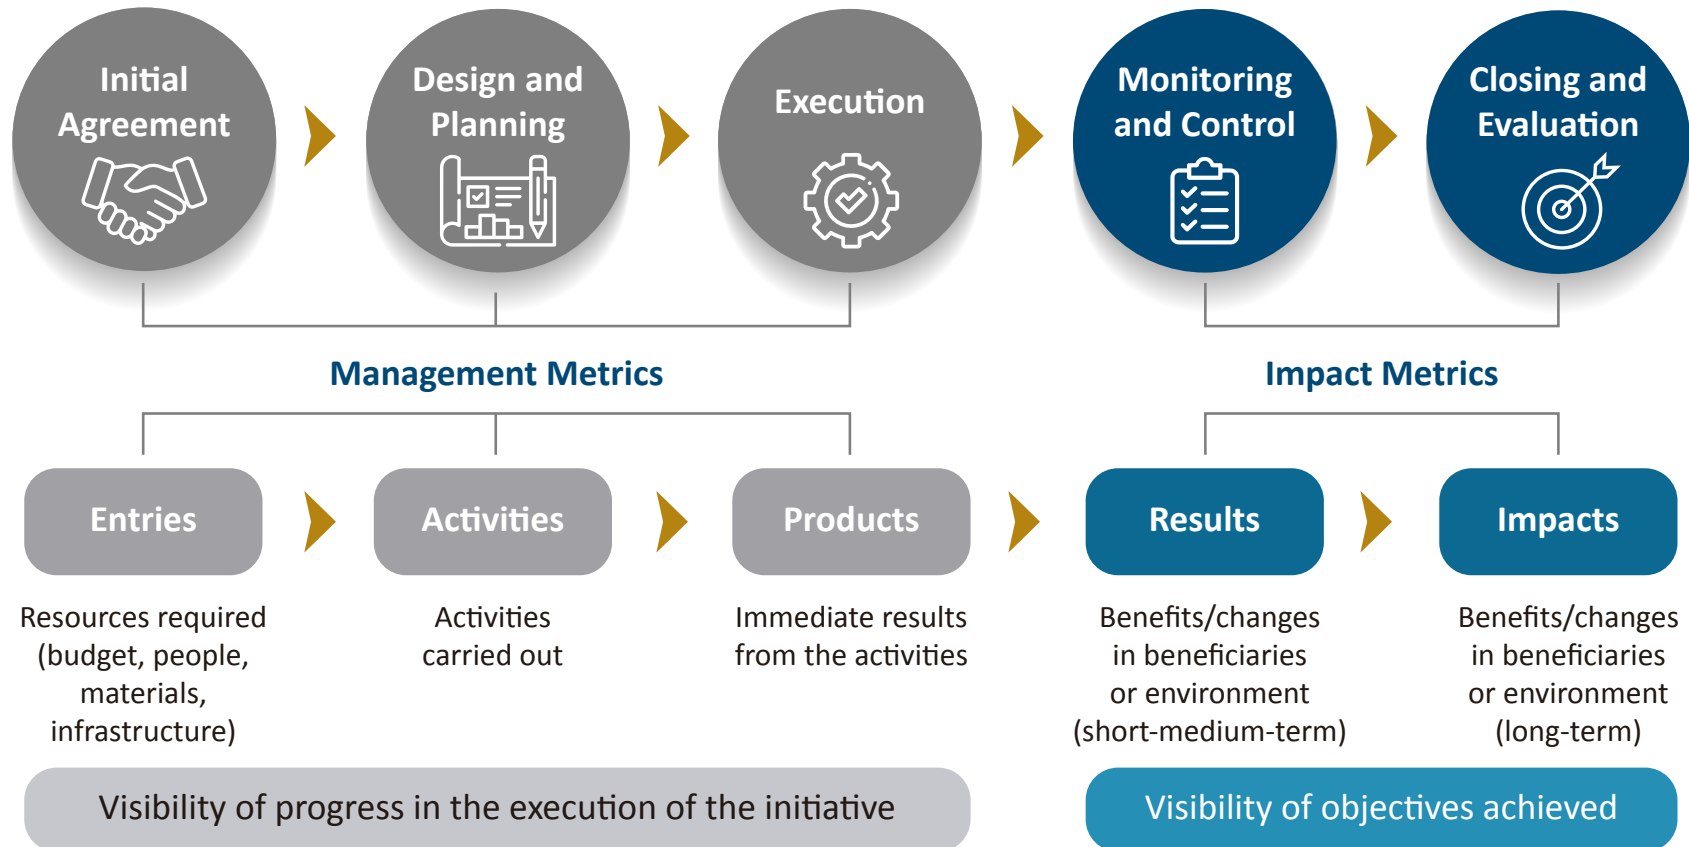 Initial
Agreement
Design and
Planning
Execution
Monitoring
and Control
Closing and
Evaluation
Management Metrics
Impact Metrics
Entries
Activities
Products
Results
Impacts
Resources required
(budget, people,
materials,
infrastructure)
Activities
carried out
Immediate results
from the activities
Benefits/changes
in beneficiaries
or environment
(short-medium-term)
Benefits/changes
in beneficiaries
or environment
(long-term)
Visibility of progress in the execution of the initiative
Visibility of objectives achieved